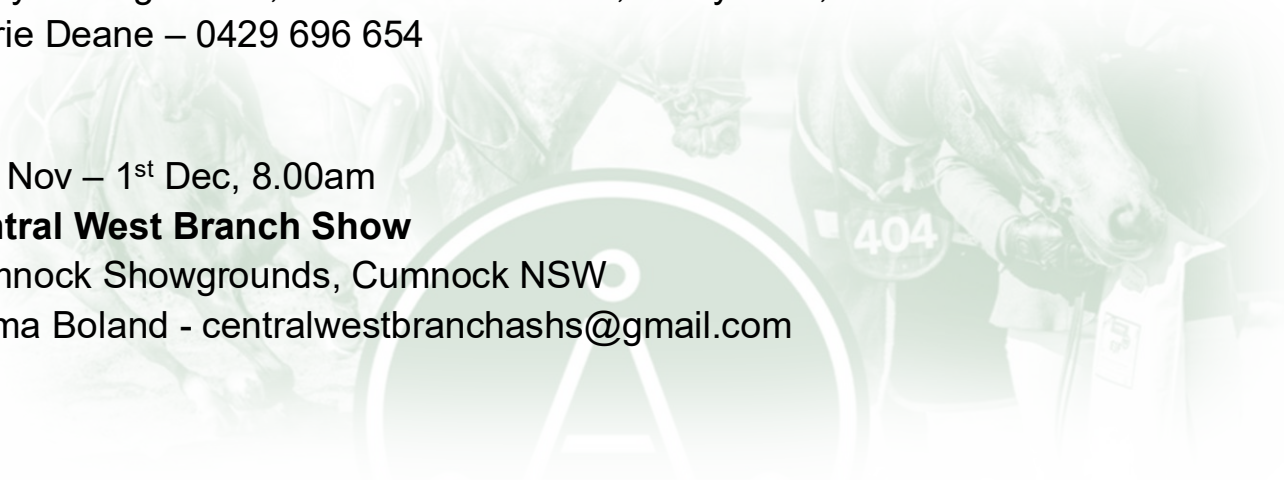 rie Deane – 0429 696 654
Nov – 1st Dec, 8.00am
ntral West Branch Show
nnock Showgrounds, Cumnock NSW
ma Boland - centralwestbranchashs@gmail.com
404